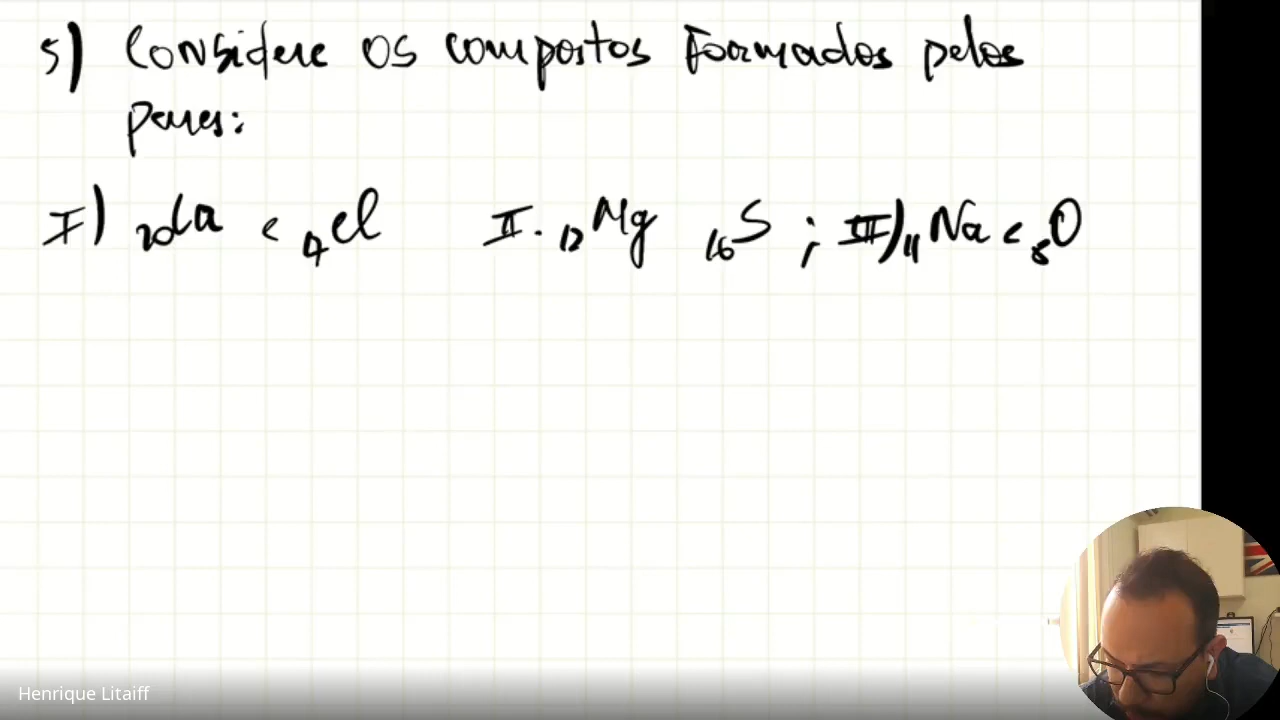 5) Considere os compostos formados pelos
pares:
I) ₂₀Ca e ₁₇Cl II. ₁₂Mg ₁₆S ; III) ₁₁Na e ₈O
Henrique Litaiff